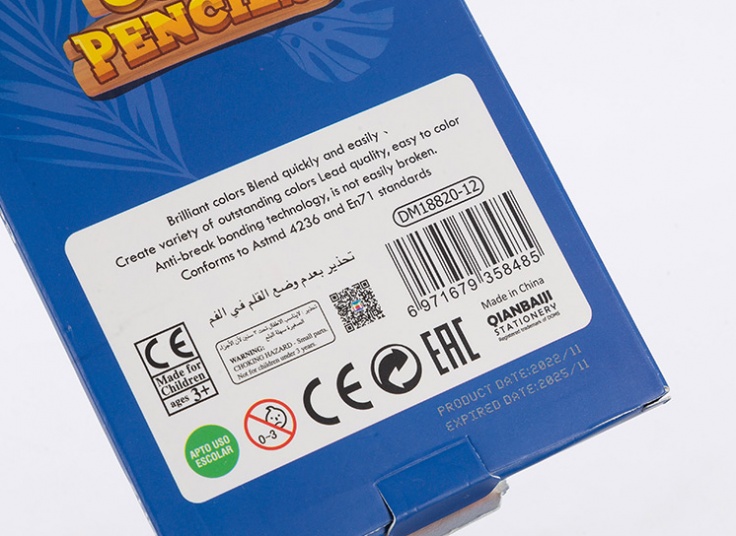 PENCILS
Brilliant colors Blend quickly and easily 、
Create variety of outstanding colors Lead quality, easy to color
Anti-break bonding technology, is not easily broken.
Conforms to Astmd 4236 and En71 standards
تحذير بعدم وضع القلم في الفم
DM18820-12
6 971679 358485
Made in China
QIANBAIJI
STATIONERY
Registered trademark of DOMS
CE
Made for
Children
ages 3+
WARNING:
CHOKING HAZARD - Small parts.
Not for children under 3 years.
APTO USO
ESCOLAR
0-3
CE
EAC
PRODUCT DATE:2022/11
EXPIRED DATE:2025/11